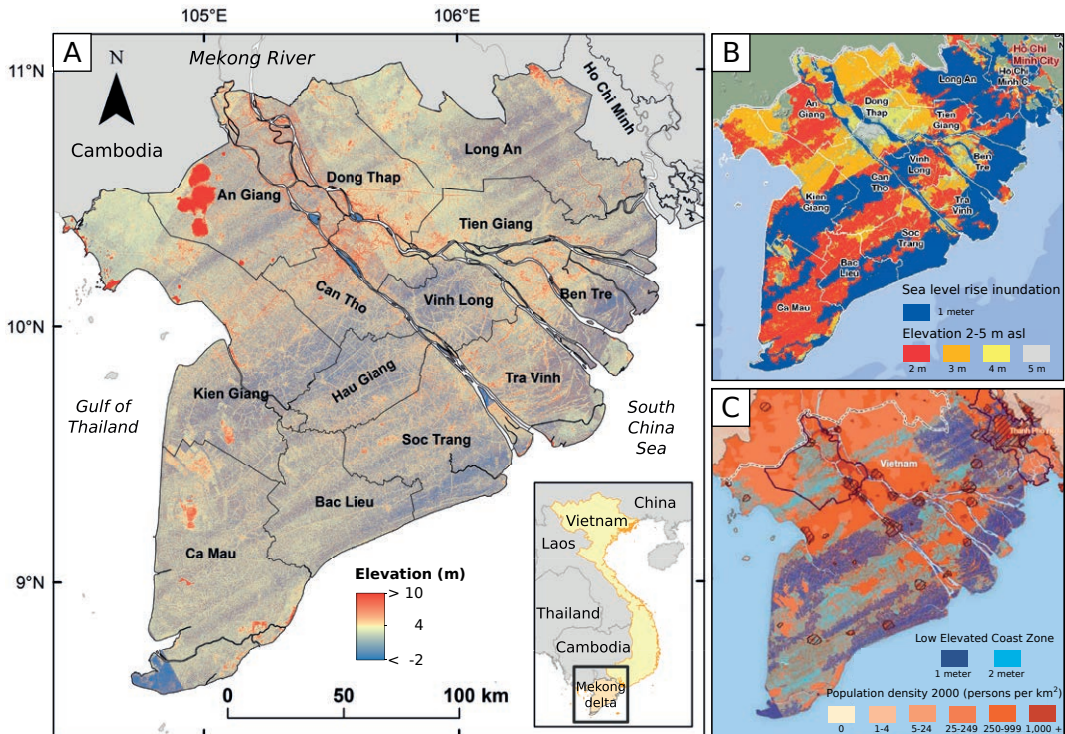 105°E
106°E
11°N
10°N
9°N
A
N
Mekong River
Cambodia
Ho Chi Minh
Long An
Dong Thap
An Giang
Tien Giang
Can Tho
Vinh Long
Ben Tre
Kien Giang
Hau Giang
Tra Vinh
Soc Trang
Bac Lieu
Ca Mau
Gulf of
Thailand
South
China
Sea
Elevation (m)
> 10
4
< -2
0
50
100 km
China
Vietnam
Laos
Thailand
Cambodia
Mekong
delta
B
Ho Chi
Minh City
Ho Chi
Minh C
Long An
An
Giang
Dong
Thap
Tien
Giang
Ben
Tre
Vinh
Long
Can
Tho
Kien
Giang
Tra
Vinh
Soc
Trang
Bac
Lieu
Ca Mau
Sea level rise inundation
1 meter
Elevation 2-5 m asl
2 m
3 m
4 m
5 m
C
Vietnam
Low Elevated Coast Zone
1 meter
2 meter
Population density 2000 (persons per km²)
0
1-4
5-24
25-249
250-999
1,000 +